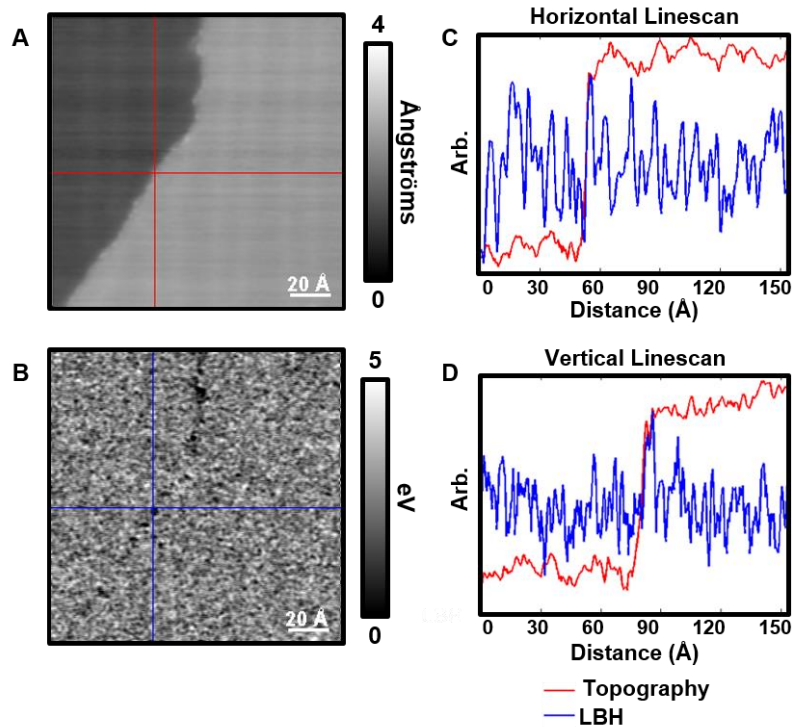 A
4
Ångströms
0
20 Å
C
Horizontal Linescan
Arb.
0 30 60 90 120 150
Distance (Å)
B
5
eV
0
20 Å
D
Vertical Linescan
Arb.
0 30 60 90 120 150
Distance (Å)
Topography
LBH